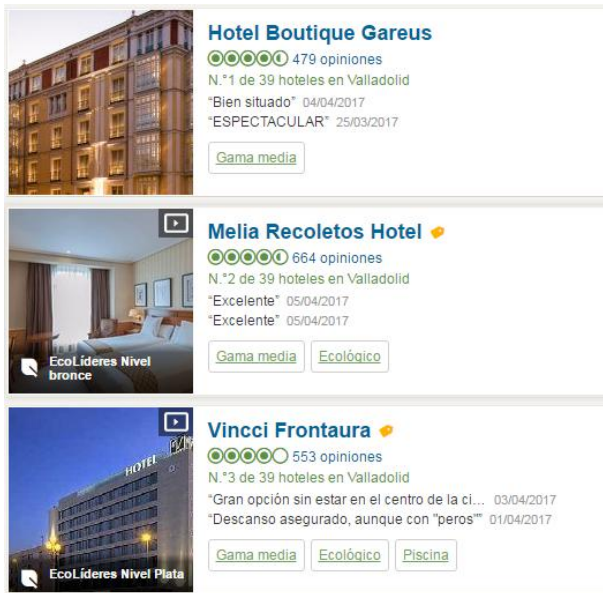 Hotel Boutique Gareus
479 opiniones
N.°1 de 39 hoteles en Valladolid
“Bien situado” 04/04/2017
“ESPECTACULAR” 25/03/2017
Gama media
Melia Recoletos Hotel
664 opiniones
N.°2 de 39 hoteles en Valladolid
“Excelente” 05/04/2017
“Excelente” 05/04/2017
Gama media Ecológico
EcoLíderes Nivel
bronce
Vincci Frontaura
553 opiniones
N.°3 de 39 hoteles en Valladolid
“Gran opción sin estar en el centro de la ci... 03/04/2017
“Descanso asegurado, aunque con "peros"” 01/04/2017
Gama media Ecológico Piscina
HOTEL
EcoLíderes Nivel Plata